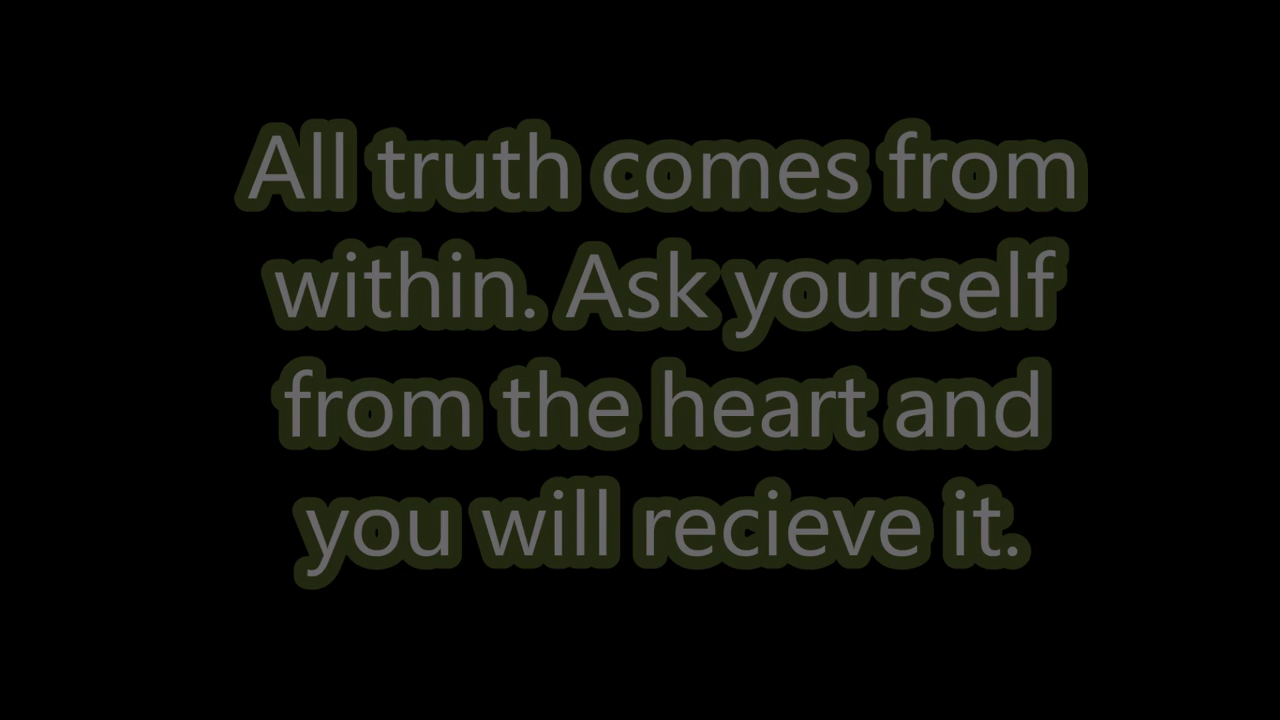 All truth comes from
within. Ask yourself
from the heart and
you will recieve it.